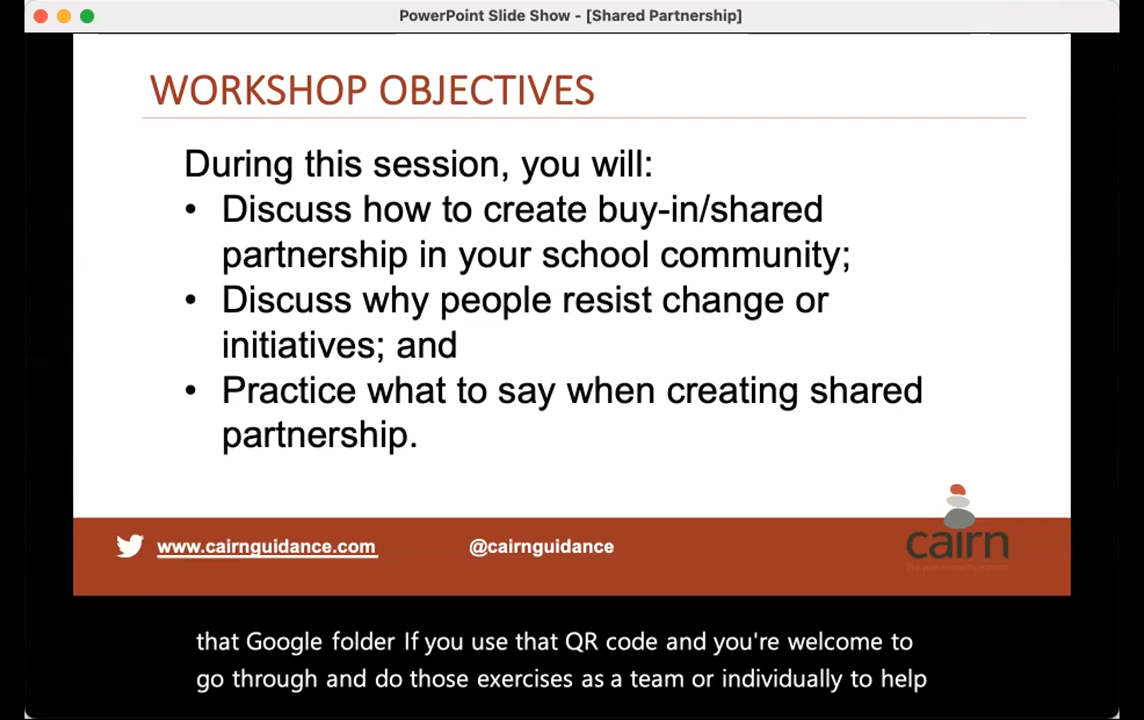 PowerPoint Slide Show - [Shared Partnership]
WORKSHOP OBJECTIVES
During this session, you will:
• Discuss how to create buy-in/shared
partnership in your school community;
• Discuss why people resist change or
initiatives; and
• Practice what to say when creating shared
partnership.
www.cairnguidance.com @cairnguidance
cairn
that Google folder If you use that QR code and you're welcome to
go through and do those exercises as a team or individually to help